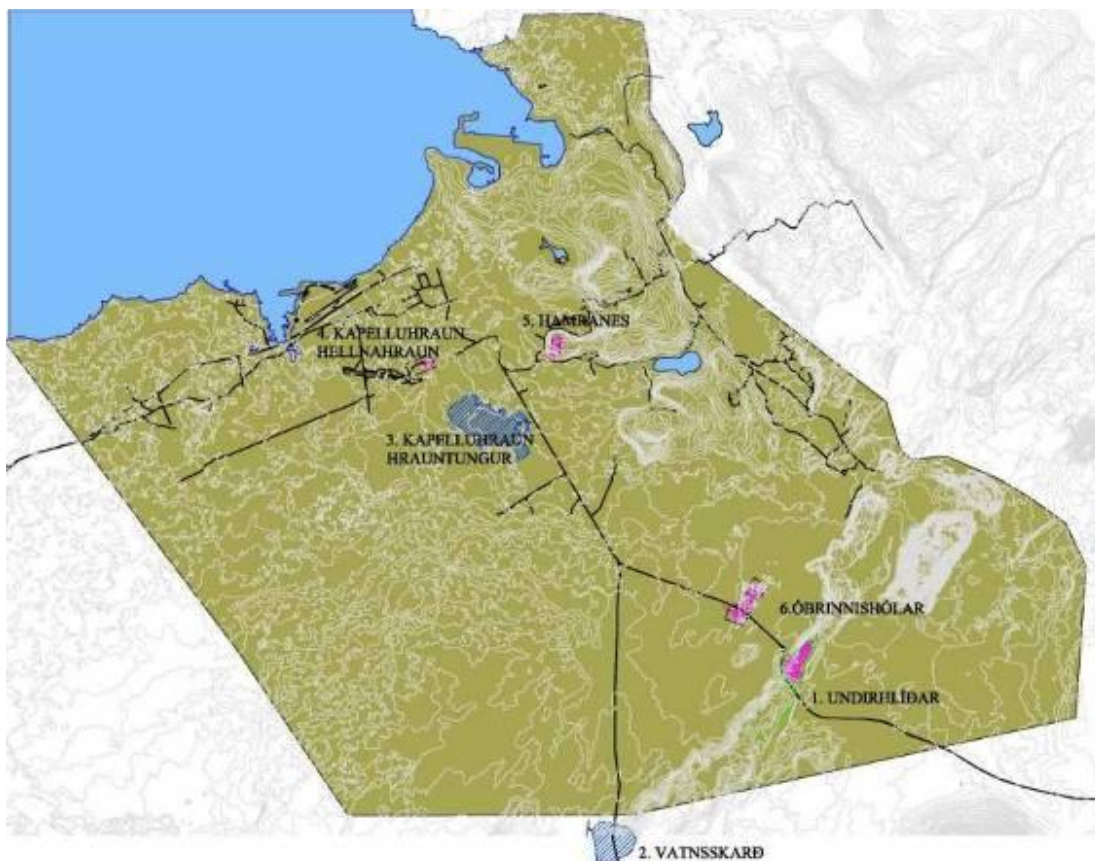 5. HAMRANES
4. KAPELLUHRAUN
HELLNAHRAUN
3. KAPELLUHRAUN
HRAUNTUNGUR
6.ÓBRINNISHÓLAR
1. UNDIRHLÍÐAR
2. VATNSSKARÐ